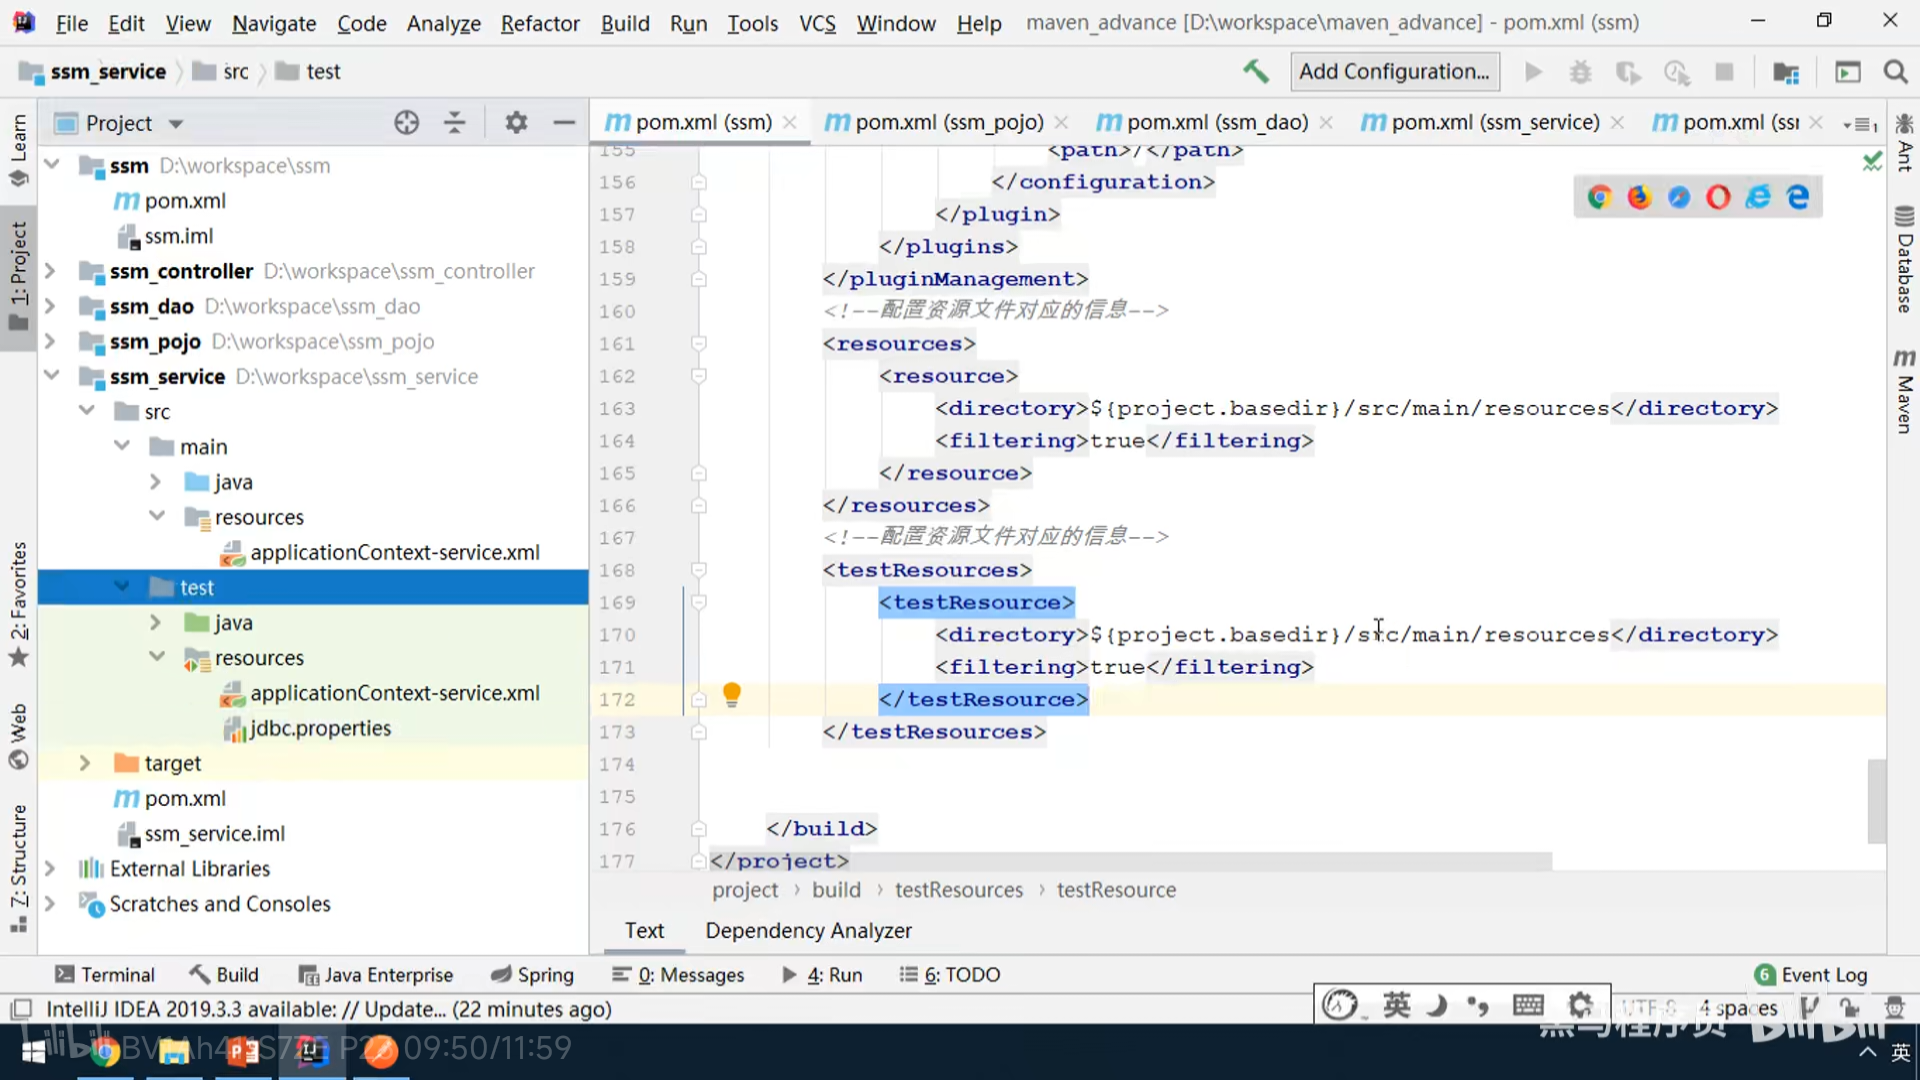 File Edit View Navigate Code Analyze Refactor Build Run Tools VCS Window Help maven_advance [D:\workspace\maven_advance] - pom.xml (ssm)
ssm_service src test Add Configuration...
Project
pom.xml (ssm) pom.xml (ssm_pojo) pom.xml (ssm_dao) pom.xml (ssm_service) pom.xml (ssr
Learn
1: Project
2: Favorites
Web
7: Structure
ssm D:\workspace\ssm
pom.xml
ssm.iml
ssm_controller D:\workspace\ssm_controller
ssm_dao D:\workspace\ssm_dao
ssm_pojo D:\workspace\ssm_pojo
ssm_service D:\workspace\ssm_service
src
main
java
resources
applicationContext-service.xml
test
java
resources
applicationContext-service.xml
jdbc.properties
target
pom.xml
ssm_service.iml
External Libraries
Scratches and Consoles
155 <path>/</path>
156 </configuration>
157 </plugin>
158 </plugins>
159 </pluginManagement>
160 <!--配置资源文件对应的信息-->
161 <resources>
162 <resource>
163 <directory>${project.basedir}/src/main/resources</directory>
164 <filtering>true</filtering>
165 </resource>
166 </resources>
167 <!--配置资源文件对应的信息-->
168 <testResources>
169 <testResource>
170 <directory>${project.basedir}/src/main/resources</directory>
171 <filtering>true</filtering>
172 </testResource>
173 </testResources>
174
175
176 </build>
177 </project>
project build testResources testResource
Text Dependency Analyzer
Ant
Database
Maven
Terminal Build Java Enterprise Spring 0: Messages 4: Run 6: TODO 6 Event Log
IntelliJ IDEA 2019.3.3 available: // Update... (22 minutes ago) 英 UTF-8 4 spaces
黑马程序员 bilibili
09:50/11:59 英